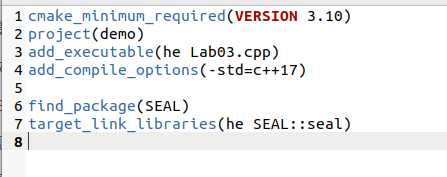 1 cmake_minimum_required(VERSION 3.10)
2 project(demo)
3 add_executable(he Lab03.cpp)
4 add_compile_options(-std=c++17)
5
6 find_package(SEAL)
7 target_link_libraries(he SEAL::seal)
8